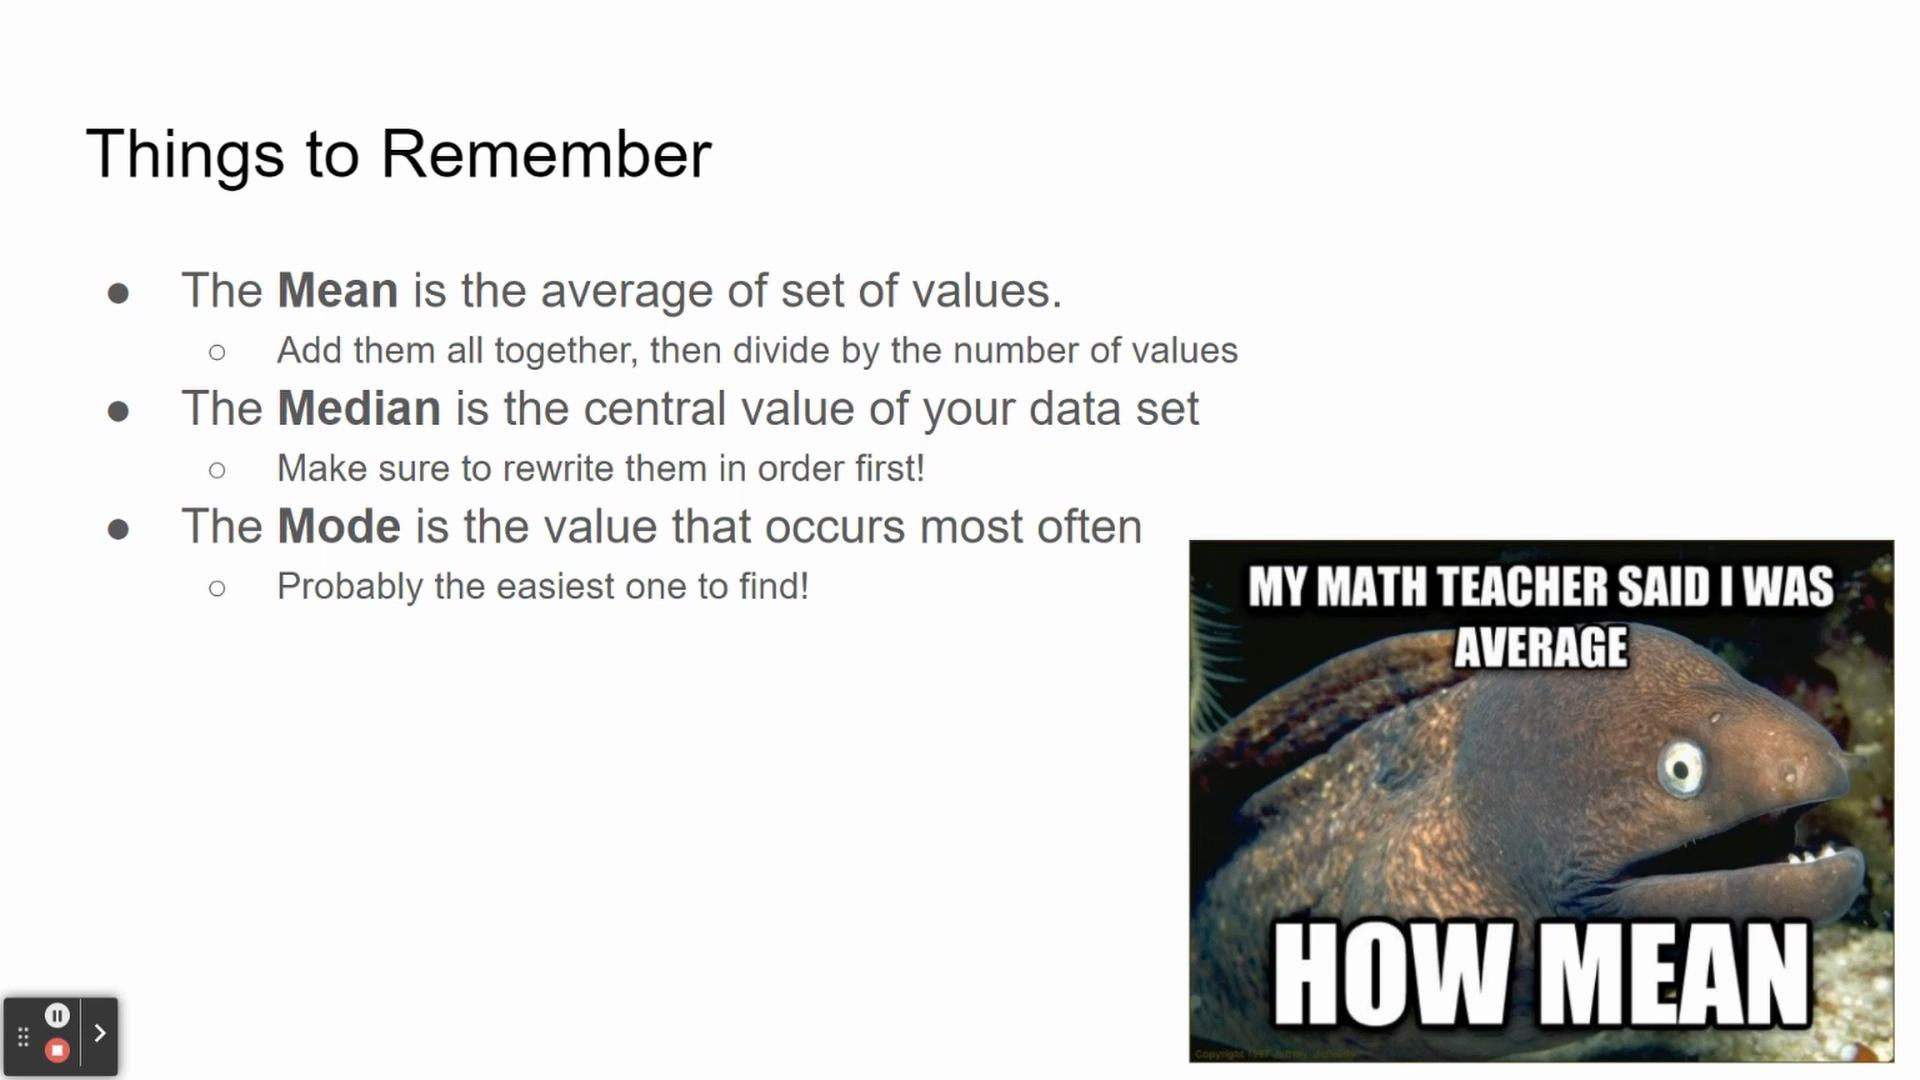 Things to Remember
● The Mean is the average of set of values.
○ Add them all together, then divide by the number of values
● The Median is the central value of your data set
○ Make sure to rewrite them in order first!
● The Mode is the value that occurs most often
○ Probably the easiest one to find!
MY MATH TEACHER SAID I WAS
AVERAGE
HOW MEAN